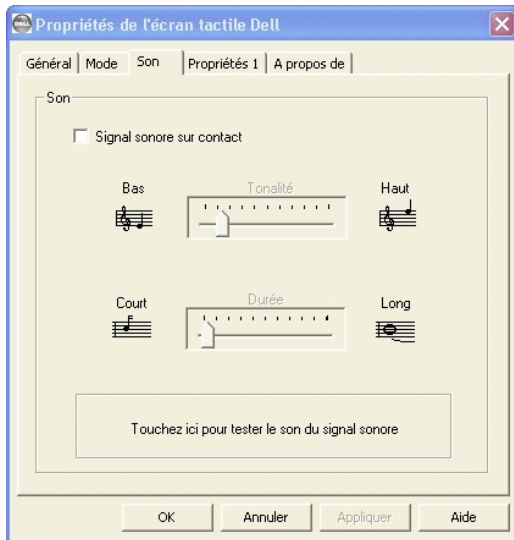 Propriétés de l'écran tactile Dell
Général Mode Son Propriétés 1 A propos de
Son
Signal sonore sur contact
Bas Tonalité Haut
Court Durée Long
Touchez ici pour tester le son du signal sonore
OK Annuler Appliquer Aide